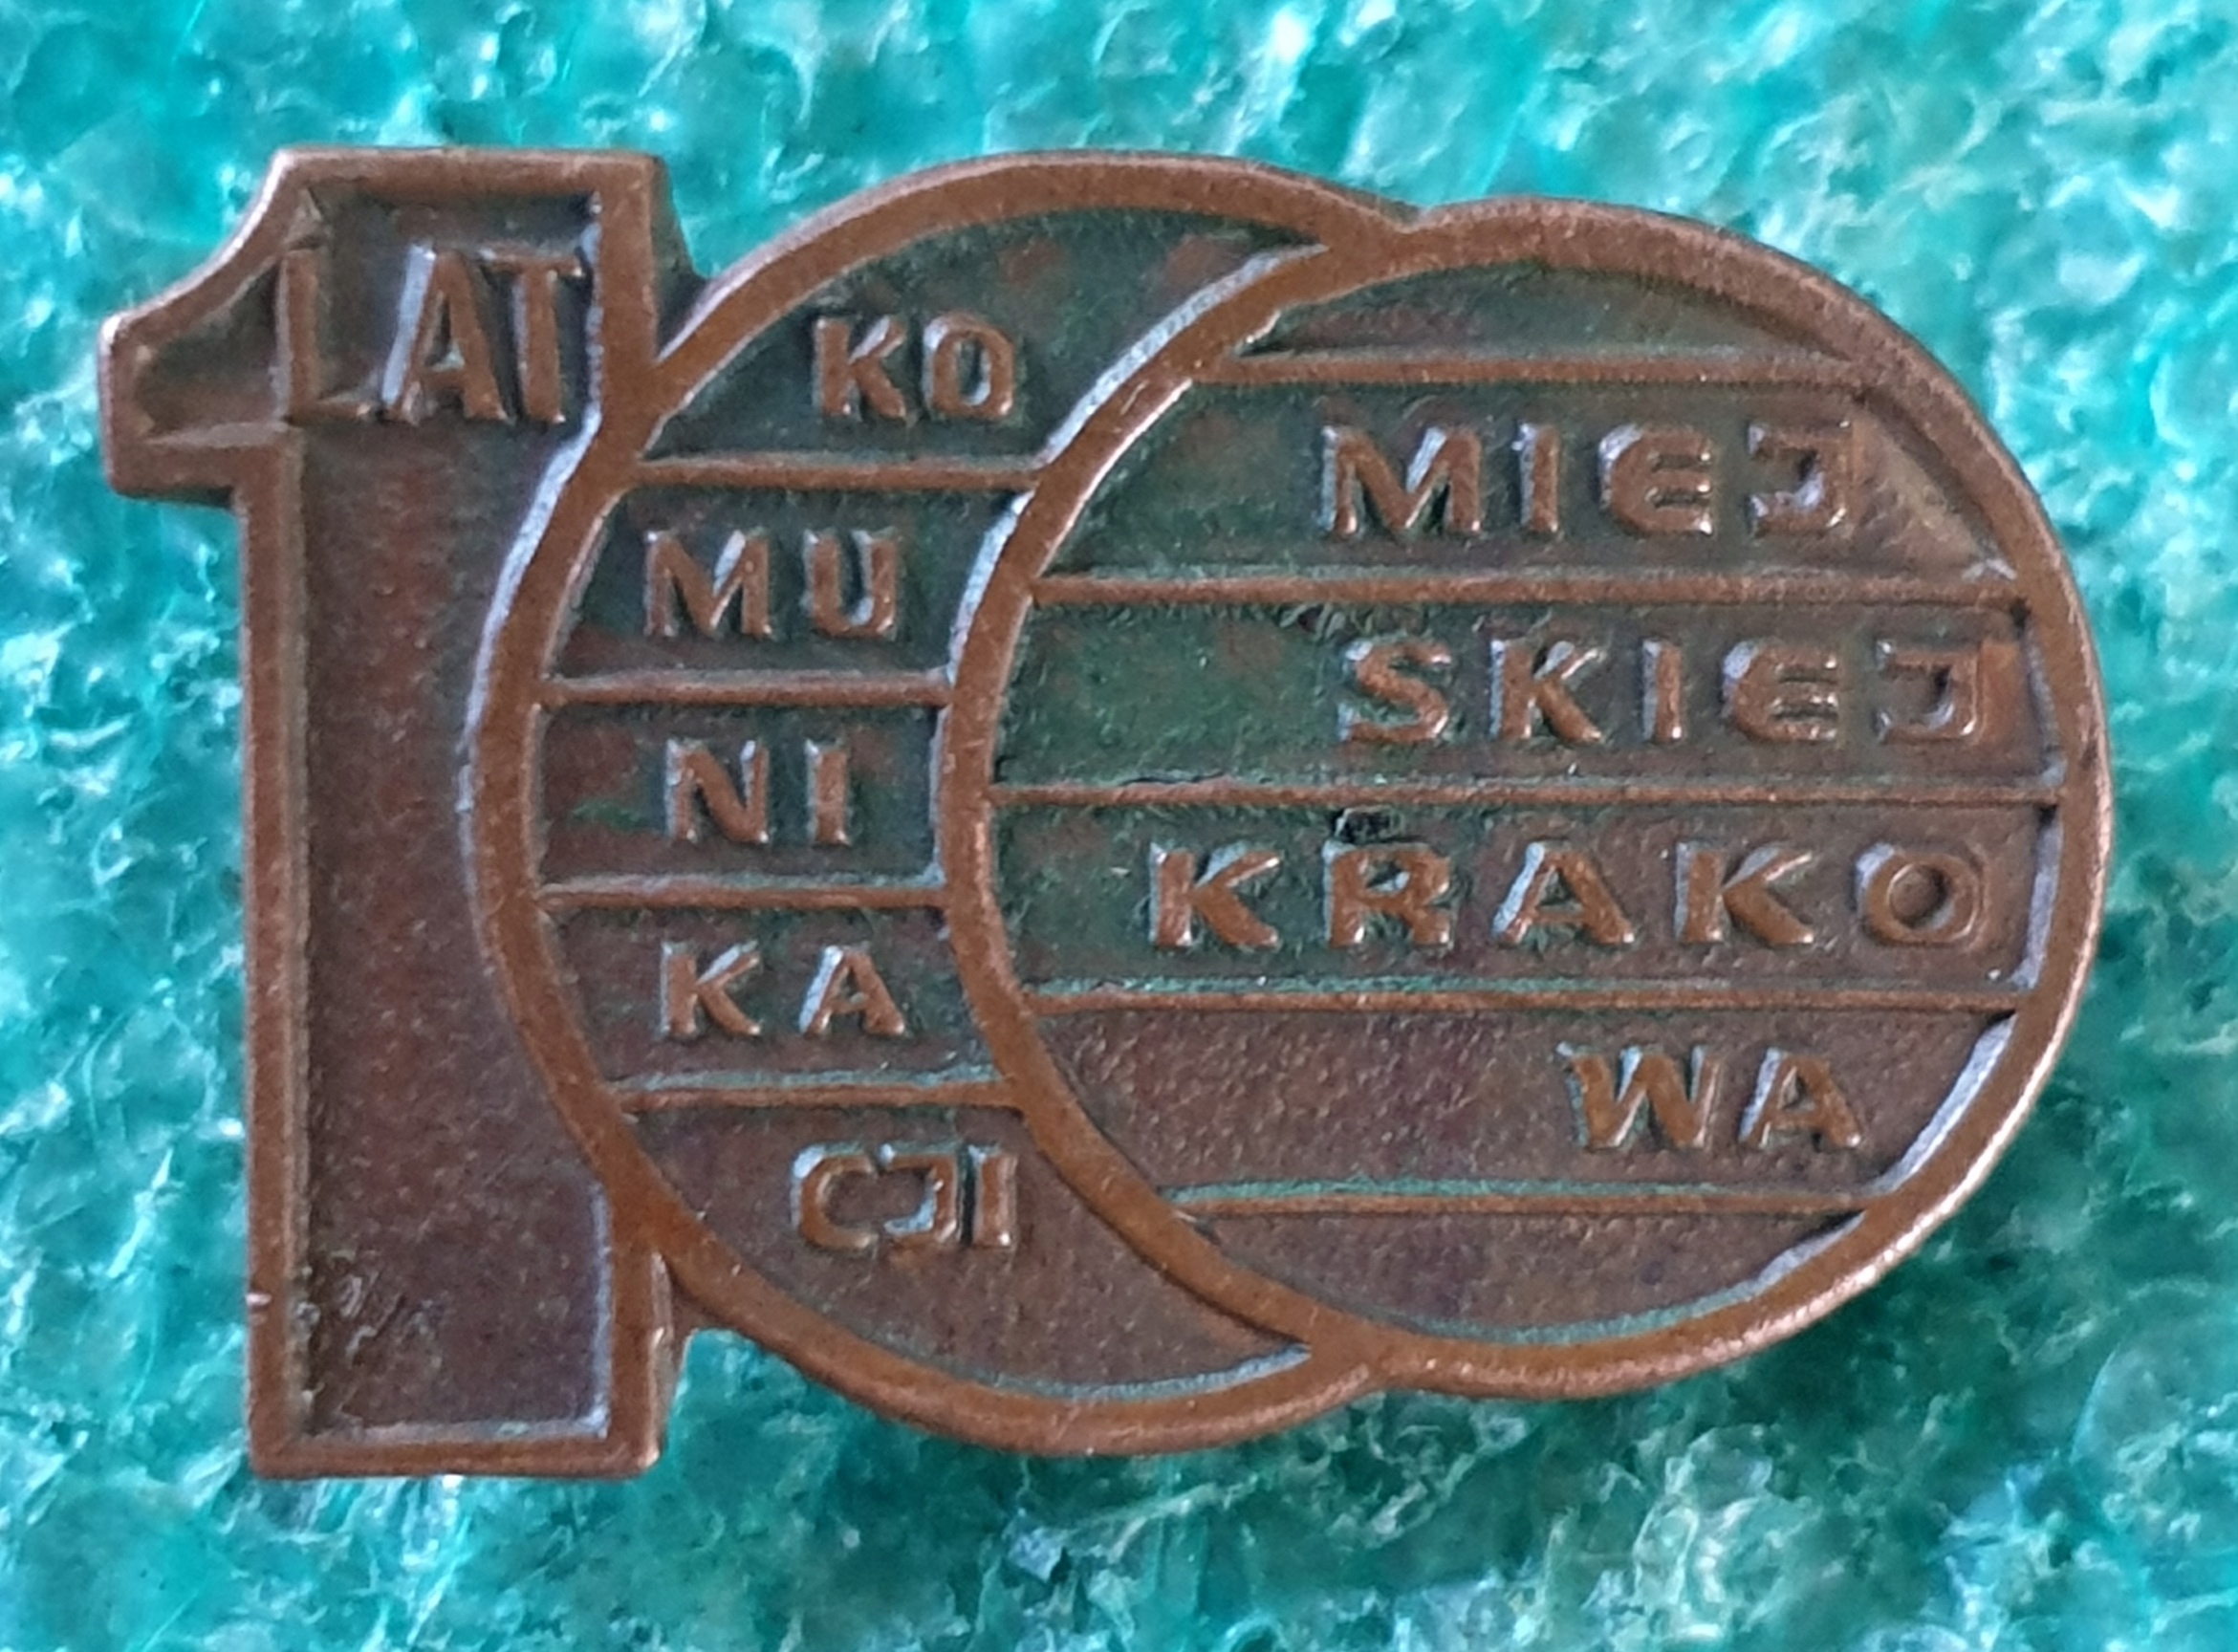 LAT
KO
MU
NI
KA
CJI
MIEJ
SKIEJ
KRAKO
WA